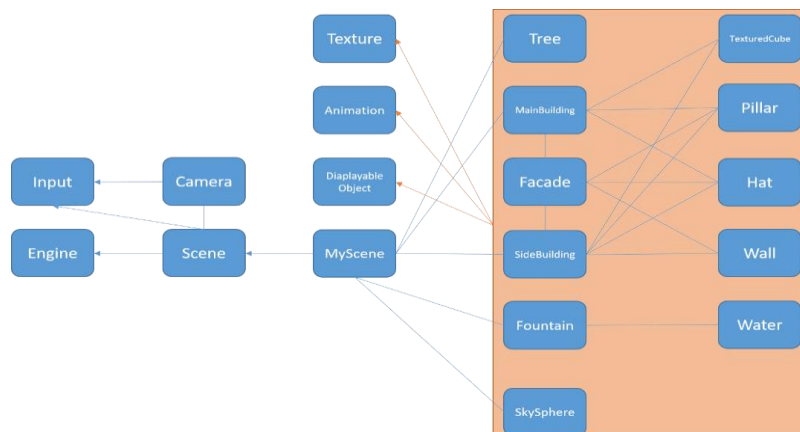 Texture
Tree
TexturedCube
Animation
MainBuilding
Pillar
Input
Camera
Diaplayable
Object
Facade
Hat
Engine
Scene
MyScene
SideBuilding
Wall
Fountain
Water
SkySphere